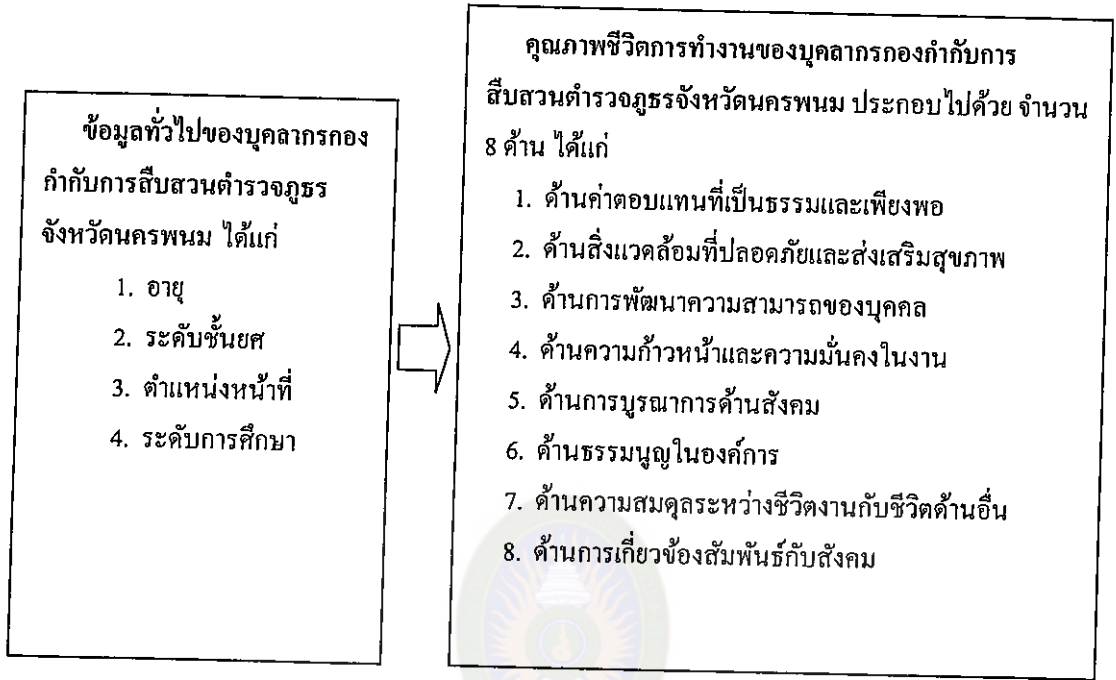 ข้อมูลทั่วไปของบุคลากรกอง
กำกับการสืบสวนตำรวจภูธร
จังหวัดนครพนม ได้แก่
1. อายุ
2. ระดับชั้นยศ
3. ตำแหน่งหน้าที่
4. ระดับการศึกษา
คุณภาพชีวิตการทำงานของบุคลากรกองกำกับการ
สืบสวนตำรวจภูธรจังหวัดนครพนม ประกอบไปด้วย จำนวน
8 ด้าน ได้แก่
1. ด้านค่าตอบแทนที่เป็นธรรมและเพียงพอ
2. ด้านสิ่งแวดล้อมที่ปลอดภัยและส่งเสริมสุขภาพ
3. ด้านการพัฒนาความสามารถของบุคคล
4. ด้านความก้าวหน้าและความมั่นคงในงาน
5. ด้านการบูรณาการด้านสังคม
6. ด้านธรรมนูญในองค์การ
7. ด้านความสมดุลระหว่างชีวิตงานกับชีวิตด้านอื่น
8. ด้านการเกี่ยวข้องสัมพันธ์กับสังคม